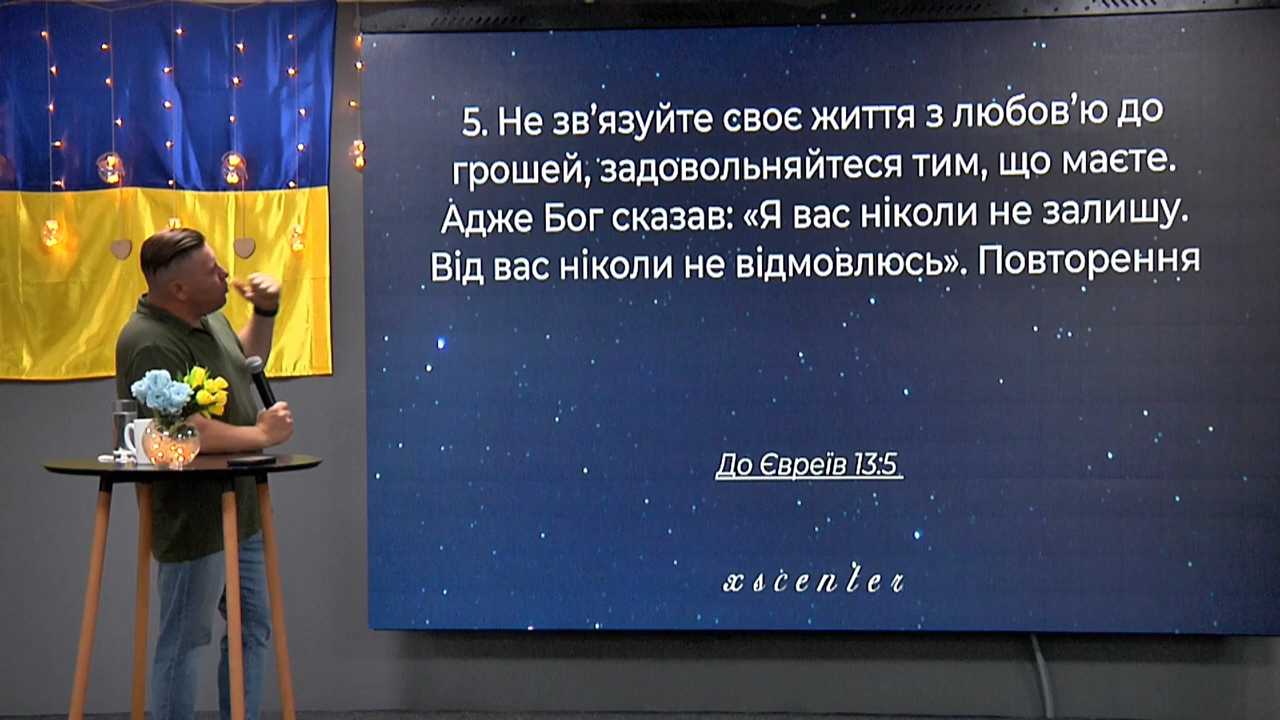 5. Не зв’язуйте своє життя з любов’ю до
грошей, задовольняйтеся тим, що маєте.
Адже Бог сказав: «Я вас ніколи не залишу.
Від вас ніколи не відмовлюсь». Повторення
До Євреїв 13:5
xscenter